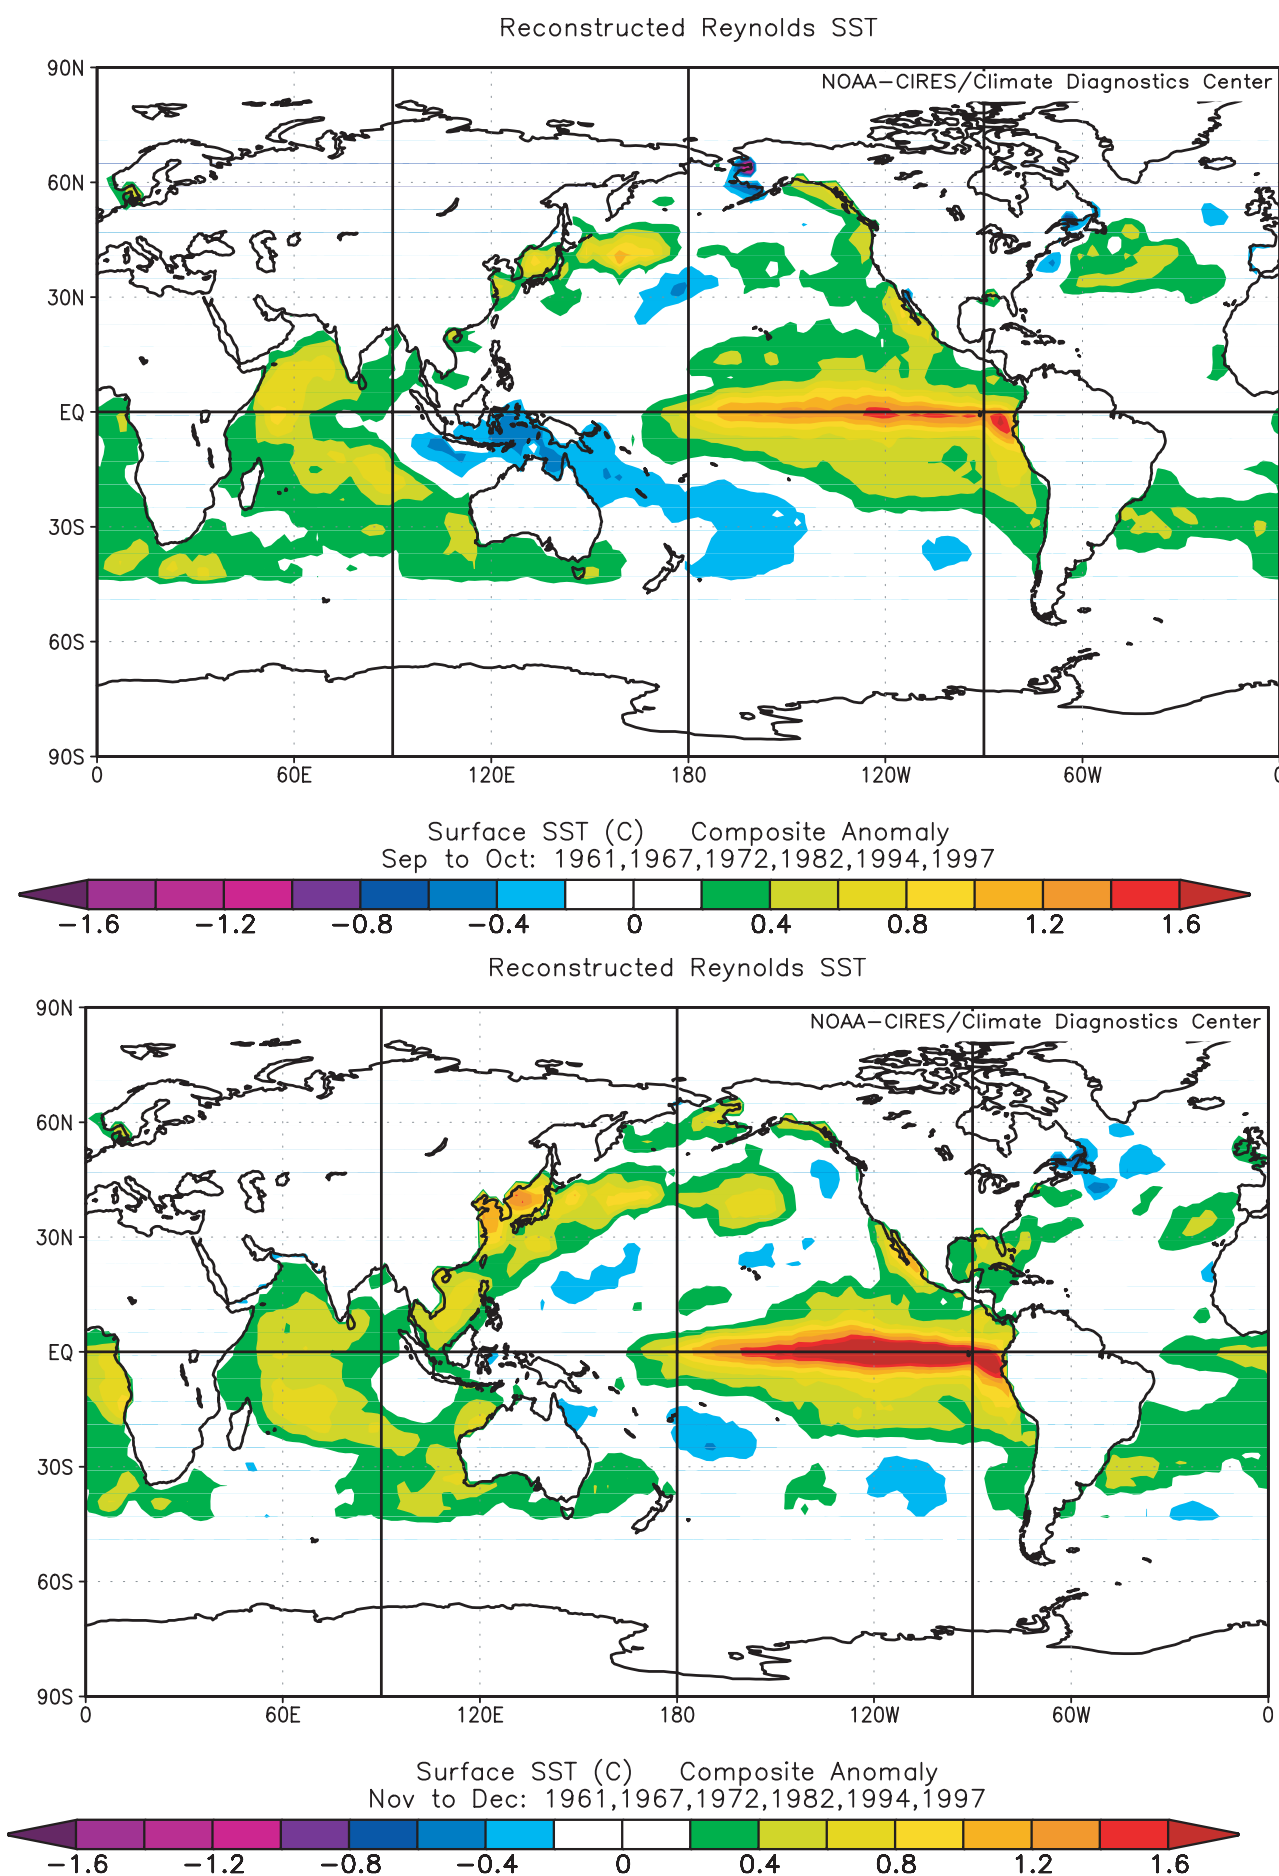 Reconstructed Reynolds SST
90N
NOAA-CIRES/Climate Diagnostics Center
60N
30N
EQ
30S
60S
90S
0 60E 120E 180 120W 60W 0
Surface SST (C) Composite Anomaly
Sep to Oct: 1961,1967,1972,1982,1994,1997
-1.6 -1.2 -0.8 -0.4 0 0.4 0.8 1.2 1.6
Reconstructed Reynolds SST
90N
NOAA-CIRES/Climate Diagnostics Center
60N
30N
EQ
30S
60S
90S
0 60E 120E 180 120W 60W 0
Surface SST (C) Composite Anomaly
Nov to Dec: 1961,1967,1972,1982,1994,1997
-1.6 -1.2 -0.8 -0.4 0 0.4 0.8 1.2 1.6